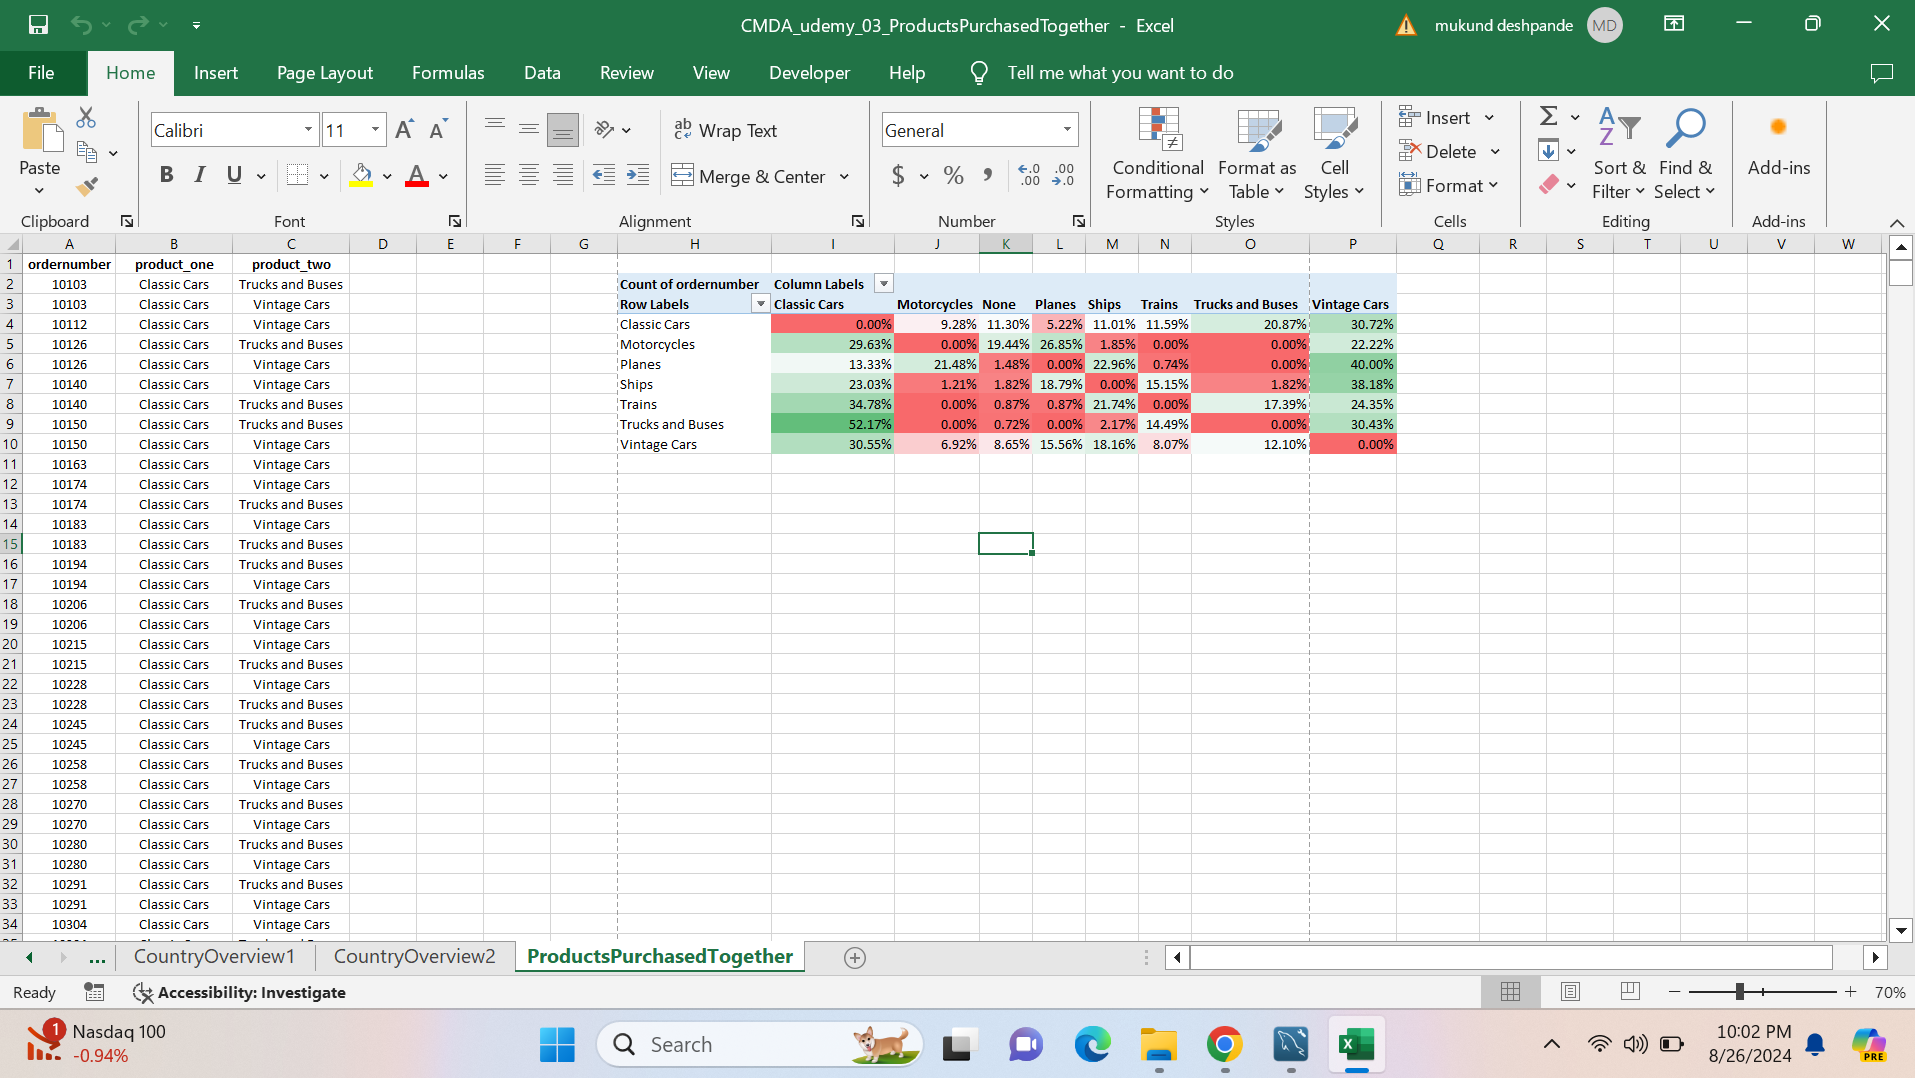 CMDA_udemy_03_ProductsPurchasedTogether - Excel
mukund deshpande MD
File Home Insert Page Layout Formulas Data Review View Developer Help Tell me what you want to do
Calibri 11 A A ab Wrap Text General Insert Σ A Z
Paste B I U A Merge & Center $ % , Conditional Formatting Format as Table Cell Styles Delete Format Sort & Filter Find & Select Add-ins
Clipboard Font Alignment Number Styles Cells Editing Add-ins
A B C D E F G H I J K L M N O P Q R S T U V W
1 ordernumber product_one product_two
2 10103 Classic Cars Trucks and Buses Count of ordernumber Column Labels
3 10103 Classic Cars Vintage Cars Row Labels Classic Cars Motorcycles None Planes Ships Trains Trucks and Buses Vintage Cars
4 10112 Classic Cars Vintage Cars Classic Cars 0.00% 9.28% 11.30% 5.22% 11.01% 11.59% 20.87% 30.72%
5 10126 Classic Cars Trucks and Buses Motorcycles 29.63% 0.00% 19.44% 26.85% 1.85% 0.00% 0.00% 22.22%
6 10126 Classic Cars Vintage Cars Planes 13.33% 21.48% 1.48% 0.00% 22.96% 0.74% 0.00% 40.00%
7 10140 Classic Cars Vintage Cars Ships 23.03% 1.21% 1.82% 18.79% 0.00% 15.15% 1.82% 38.18%
8 10140 Classic Cars Trucks and Buses Trains 34.78% 0.00% 0.87% 0.87% 21.74% 0.00% 17.39% 24.35%
9 10150 Classic Cars Trucks and Buses Trucks and Buses 52.17% 0.00% 0.72% 0.00% 2.17% 14.49% 0.00% 30.43%
10 10150 Classic Cars Vintage Cars Vintage Cars 30.55% 6.92% 8.65% 15.56% 18.16% 8.07% 12.10% 0.00%
11 10163 Classic Cars Vintage Cars
12 10174 Classic Cars Vintage Cars
13 10174 Classic Cars Trucks and Buses
14 10183 Classic Cars Vintage Cars
15 10183 Classic Cars Trucks and Buses
16 10194 Classic Cars Trucks and Buses
17 10194 Classic Cars Vintage Cars
18 10206 Classic Cars Trucks and Buses
19 10206 Classic Cars Vintage Cars
20 10215 Classic Cars Vintage Cars
21 10215 Classic Cars Trucks and Buses
22 10228 Classic Cars Vintage Cars
23 10228 Classic Cars Trucks and Buses
24 10245 Classic Cars Trucks and Buses
25 10245 Classic Cars Vintage Cars
26 10258 Classic Cars Trucks and Buses
27 10258 Classic Cars Vintage Cars
28 10270 Classic Cars Trucks and Buses
29 10270 Classic Cars Vintage Cars
30 10280 Classic Cars Trucks and Buses
31 10280 Classic Cars Vintage Cars
32 10291 Classic Cars Trucks and Buses
33 10291 Classic Cars Vintage Cars
34 10304 Classic Cars Vintage Cars
... CountryOverview1 CountryOverview2 ProductsPurchasedTogether
Ready Accessibility: Investigate 70%
1 Nasdaq 100 Search 10:02 PM
-0.94% 8/26/2024 PRE